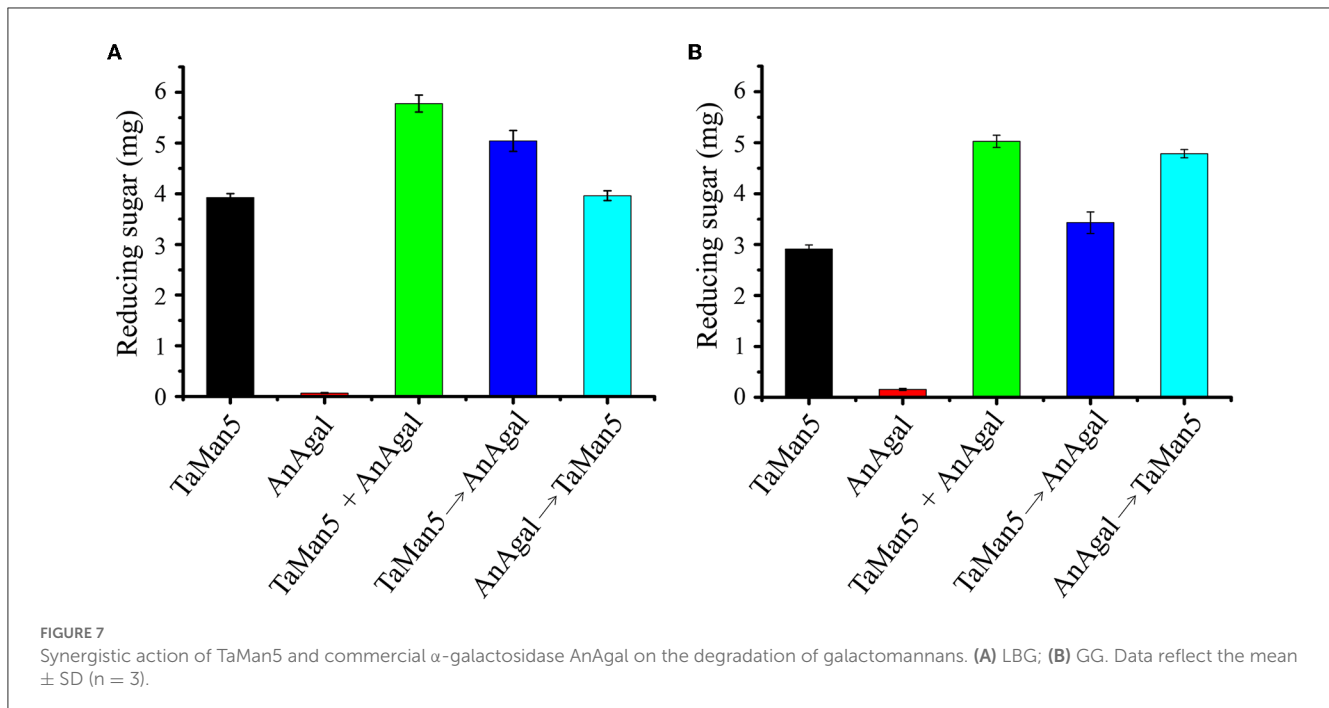 A
Reducing sugar (mg)
6
5
4
3
2
1
0
TaMan5
AnAgal
TaMan5 + AnAgal
TaMan5 → AnAgal
AnAgal → TaMan5
B
Reducing sugar (mg)
6
5
4
3
2
1
0
TaMan5
AnAgal
TaMan5 + AnAgal
TaMan5 → AnAgal
AnAgal → TaMan5
FIGURE 7
Synergistic action of TaMan5 and commercial α-galactosidase AnAgal on the degradation of galactomannans. (A) LBG; (B) GG. Data reflect the mean
± SD (n = 3).